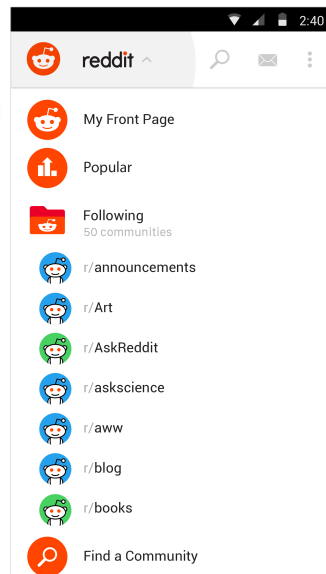 2:40
reddit
My Front Page
Popular
Following
50 communities
r/announcements
r/Art
r/AskReddit
r/askscience
r/aww
r/blog
r/books
Find a Community